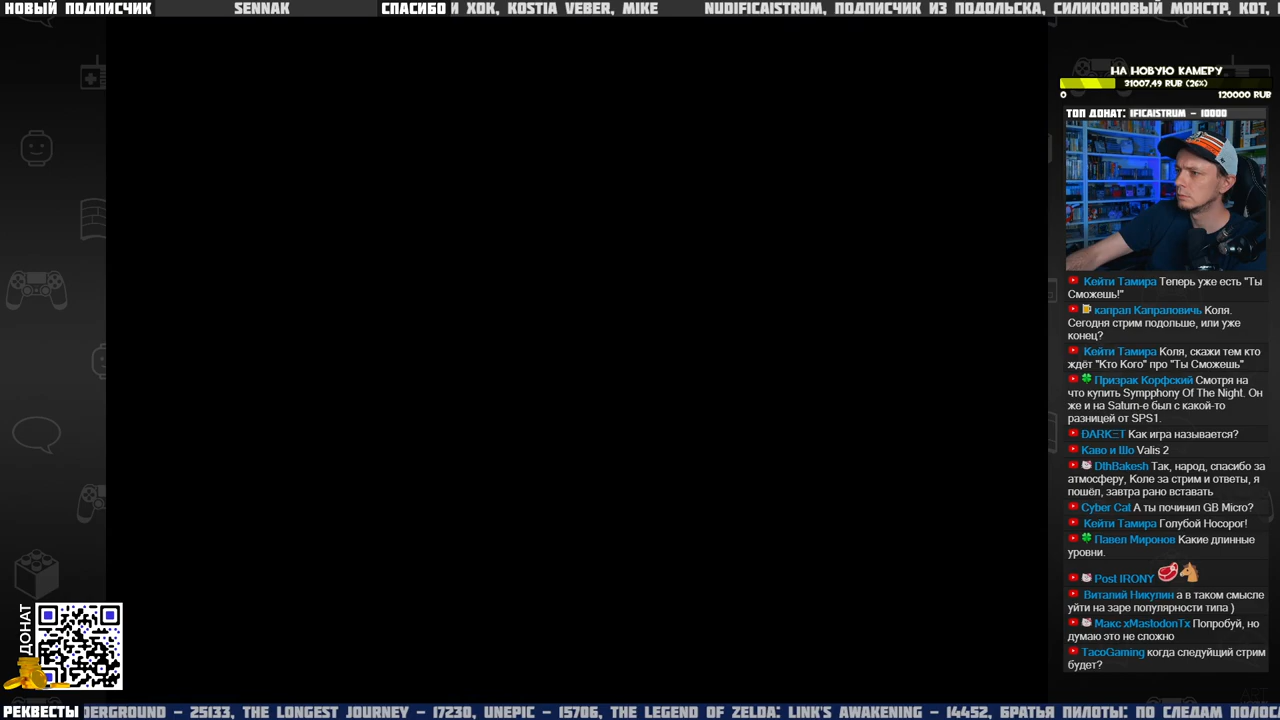 НОВЫЙ ПОДПИСЧИК SENNAK СПАСИБО И ХОК, KOSTIA VEBER, MIKE NUDIFICAISTRUM, ПОДПИСЧИК ИЗ ПОДОЛЬСКА, СИЛИКОНОВЫЙ МОНСТР, КОТ,
НА НОВУЮ КАМЕРУ
31007,49 RUB (26%)
0 120000 RUB
ТОП ДОНАТ: IFICAISTRUM - 10000
Кейти Тамира Теперь уже есть "Ты
Сможешь!"
капрал Капраловичь Коля.
Сегодня стрим подольше, или уже
конец?
Кейти Тамира Коля, скажи тем кто
ждёт "Кто Кого" про "Ты Сможешь"
Призрак Корфский Смотря на
что купить Sympphony Of The Night. Он
же и на Saturn-е был с какой-то
разницей от SPS1.
ÐARKΞT Как игра называется?
Каво и Шо Valis 2
DthBakesh Так, народ, спасибо за
атмосферу, Коле за стрим и ответы, я
пошёл, завтра рано вставать
Cyber Cat А ты починил GB Micro?
Кейти Тамира Голубой Носорог!
Павел Миронов Какие длинные
уровни.
Post IRONY
Виталий Никулин а в таком смысле
уйти на заре популярности типа )
Макс xMastodonTx Попробуй, но
думаю это не сложно
TacoGaming когда следуйщий стрим
будет?
ДОНАТ
РЕКВЕСТЫ DERGROUND - 25133, THE LONGEST JOURNEY - 17230, UNEPIC - 15706, THE LEGEND OF ZELDA: LINK'S AWAKENING - 14452, БРАТЬЯ ПИЛОТЫ: ПО СЛЕДАМ ПОЛОСА